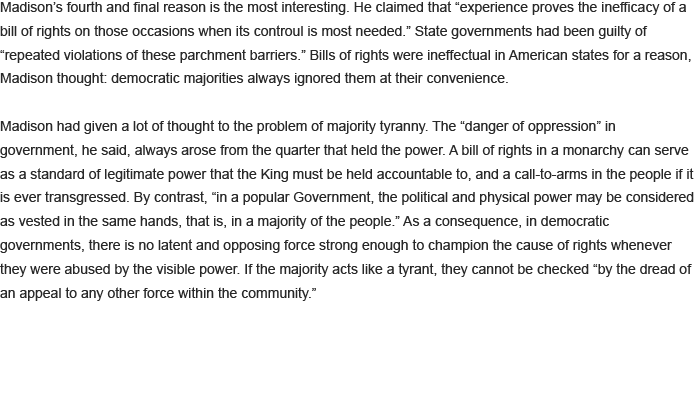 Madison’s fourth and final reason is the most interesting. He claimed that “experience proves the inefficacy of a
bill of rights on those occasions when its controul is most needed.” State governments had been guilty of
“repeated violations of these parchment barriers.” Bills of rights were ineffectual in American states for a reason,
Madison thought: democratic majorities always ignored them at their convenience.
Madison had given a lot of thought to the problem of majority tyranny. The “danger of oppression” in
government, he said, always arose from the quarter that held the power. A bill of rights in a monarchy can serve
as a standard of legitimate power that the King must be held accountable to, and a call-to-arms in the people if it
is ever transgressed. By contrast, “in a popular Government, the political and physical power may be considered
as vested in the same hands, that is, in a majority of the people.” As a consequence, in democratic
governments, there is no latent and opposing force strong enough to champion the cause of rights whenever
they were abused by the visible power. If the majority acts like a tyrant, they cannot be checked “by the dread of
an appeal to any other force within the community.”